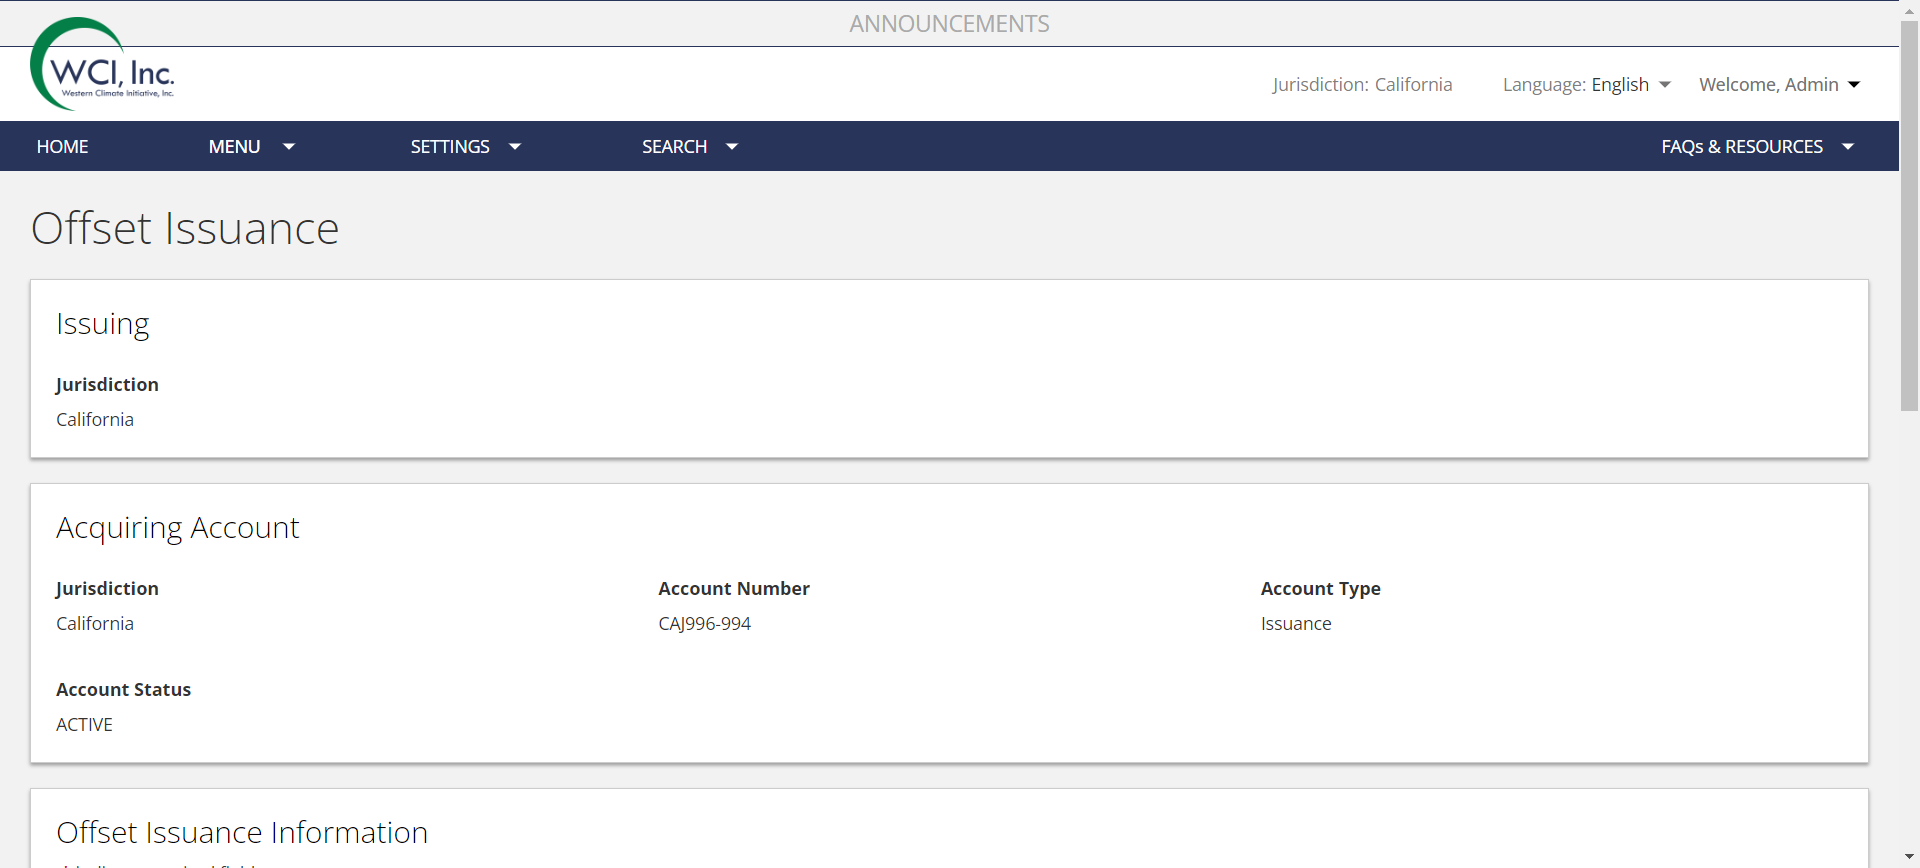 ANNOUNCEMENTS
WCI, Inc.
Western Climate Initiative, Inc.
Jurisdiction: California
Language: English
Welcome, Admin
HOME
MENU
SETTINGS
SEARCH
FAQs & RESOURCES
Offset Issuance
Issuing
Jurisdiction
California
Acquiring Account
Jurisdiction
California
Account Number
CAJ996-994
Account Type
Issuance
Account Status
ACTIVE
Offset Issuance Information